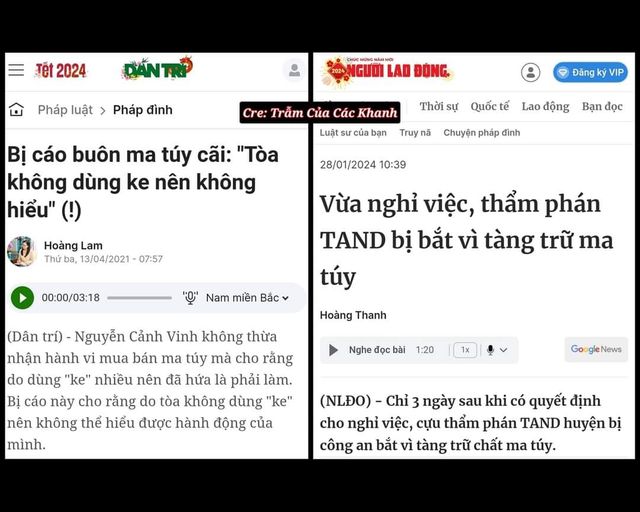 Tết 2024
DÂN TRÍ
Pháp luật > Pháp đình
Bị cáo buôn ma túy cãi: "Tòa
không dùng ke nên không
hiểu" (!)
Hoàng Lam
Thứ ba, 13/04/2021 - 07:57
00:00/03:18
Nam miền Bắc
(Dân trí) - Nguyễn Cảnh Vinh không thừa
nhận hành vi mua bán ma túy mà cho rằng
do dùng "ke" nhiều nên đã hứa là phải làm.
Bị cáo này cho rằng do tòa không dùng "ke"
nên không thể hiểu được hành động của
mình.
Cre: Trẫm Của Các Khanh
CHÚC MỪNG NĂM MỚI
2024
NGƯỜI LAO ĐỘNG
Đăng ký VIP
Thời sự Quốc tế Lao động Bạn đọc
Luật sư của bạn Truy nã Chuyện pháp đình
28/01/2024 10:39
Vừa nghỉ việc, thẩm phán
TAND bị bắt vì tàng trữ ma
túy
Hoàng Thanh
Nghe đọc bài 1:20 1x
Google News
(NLĐO) - Chỉ 3 ngày sau khi có quyết định
cho nghỉ việc, cựu thẩm phán TAND huyện bị
công an bắt vì tàng trữ chất ma túy.